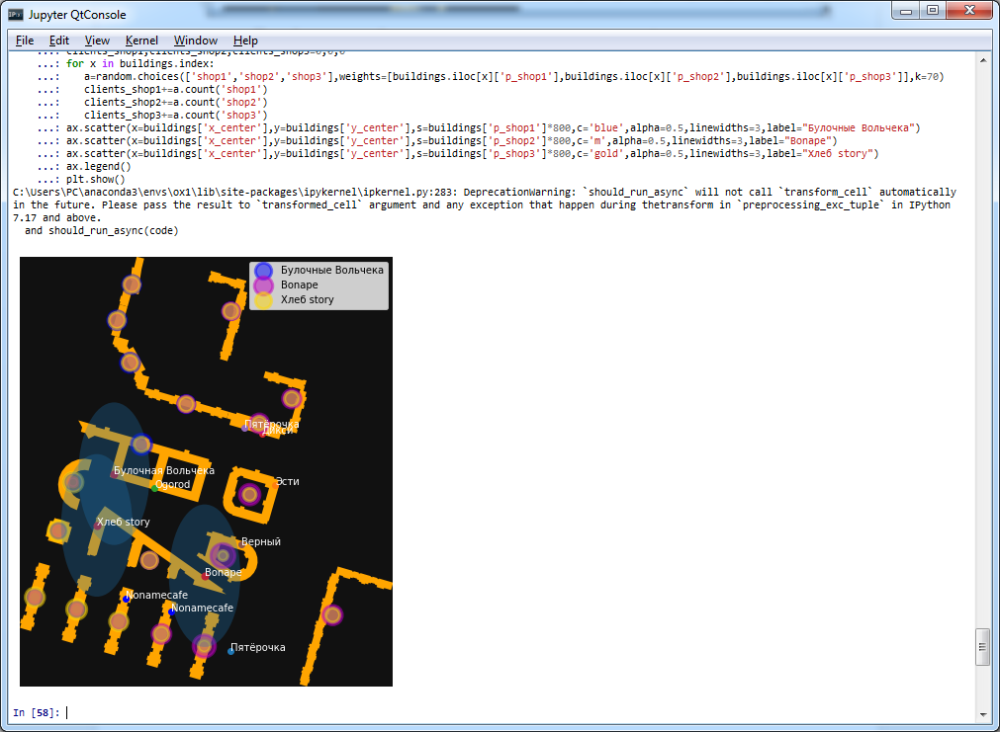 Jupyter QtConsole
File Edit View Kernel Window Help
...: clients_shop1,clients_shop2,clients_shop3=0,0,0
...: for x in buildings.index:
...:    a=random.choices(['shop1','shop2','shop3'],weights=[buildings.iloc[x]['p_shop1'],buildings.iloc[x]['p_shop2'],buildings.iloc[x]['p_shop3']],k=70)
...:    clients_shop1+=a.count('shop1')
...:    clients_shop2+=a.count('shop2')
...:    clients_shop3+=a.count('shop3')
...: ax.scatter(x=buildings['x_center'],y=buildings['y_center'],s=buildings['p_shop1']*800,c='blue',alpha=0.5,linewidths=3,label="Булочные Вольчека")
...: ax.scatter(x=buildings['x_center'],y=buildings['y_center'],s=buildings['p_shop2']*800,c='m',alpha=0.5,linewidths=3,label="Bonape")
...: ax.scatter(x=buildings['x_center'],y=buildings['y_center'],s=buildings['p_shop3']*800,c='gold',alpha=0.5,linewidths=3,label="Хлеб story")
...: ax.legend()
...: plt.show()
C:\Users\PC\anaconda3\envs\ox1\lib\site-packages\ipykernel\ipkernel.py:283: DeprecationWarning: `should_run_async` will not call `transform_cell` automatically
in the future. Please pass the result to `transformed_cell` argument and any exception that happen during thetransform in `preprocessing_exc_tuple` in IPython
7.17 and above.
and should_run_async(code)
Булочные Вольчека
Bonape
Хлеб story
Пятёрочка
Дикси
Булочная Вольчека
Ogorod
Эсти
Хлеб story
Верный
Bonape
Nonamecafe
Nonamecafe
Пятёрочка
In [58]: